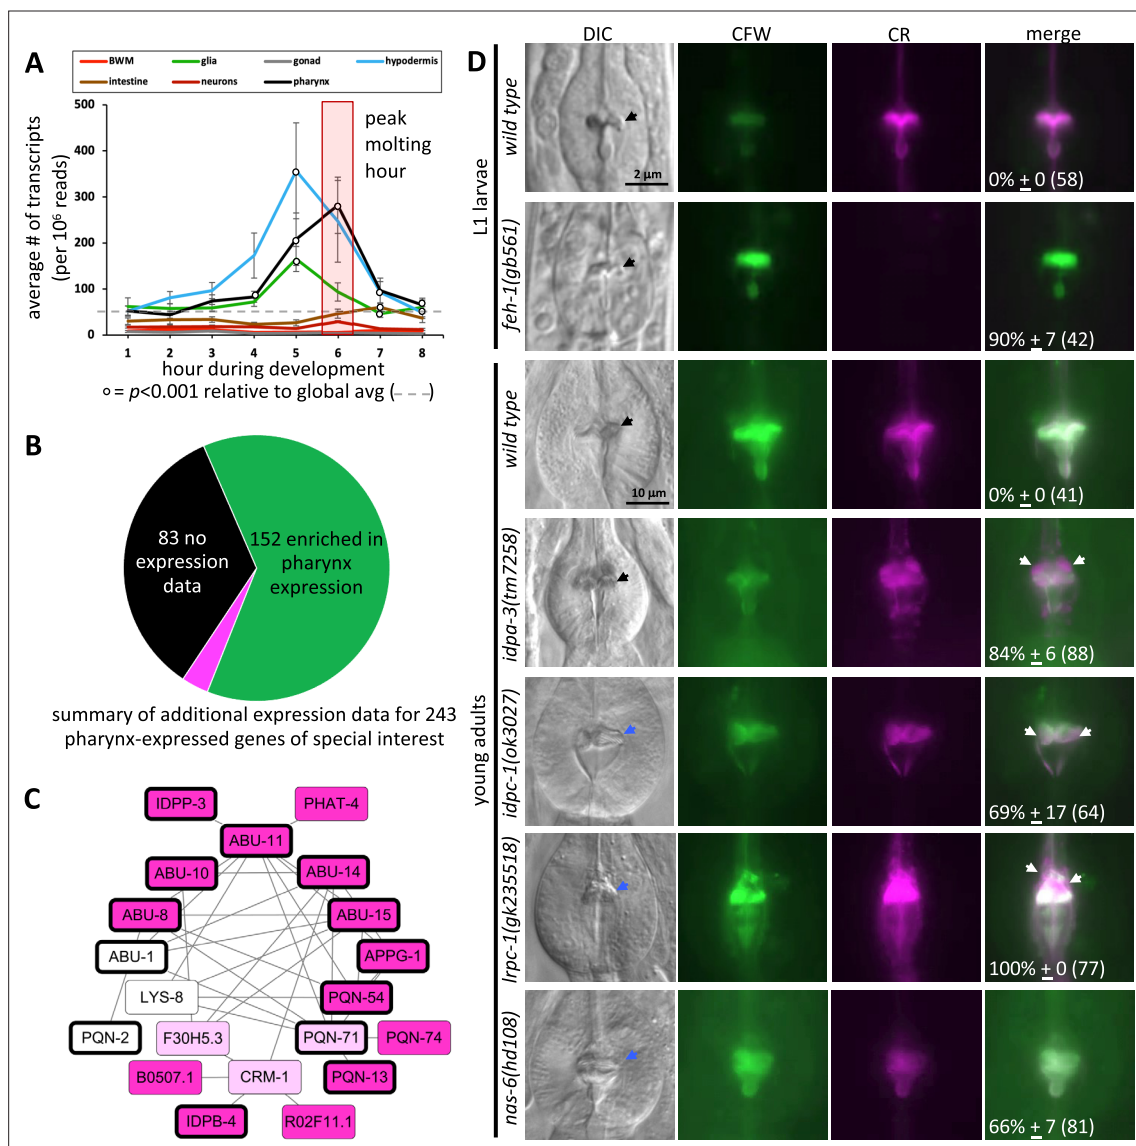 A
BWM glia gonad hypodermis
intestine neurons pharynx
average # of transcripts
(per 10⁶ reads)
500
400
300
200
100
0
peak
molting
hour
1 2 3 4 5 6 7 8
hour during development
o = p<0.001 relative to global avg (---)
B
83 no
expression
data
152 enriched in
pharynx
expression
summary of additional expression data for 243
pharynx-expressed genes of special interest
C
IDPP-3
PHAT-4
ABU-11
ABU-10
ABU-14
ABU-8
ABU-15
ABU-1
APPG-1
LYS-8
PQN-54
PQN-2
F30H5.3
PQN-71
PQN-74
B0507.1
CRM-1
PQN-13
IDPB-4
R02F11.1
D
DIC CFW CR merge
L1 larvae
wild type
2 µm
0% ± 0 (58)
feh-1(gb561)
90% ± 7 (42)
young adults
wild type
10 µm
0% ± 0 (41)
idpa-3(tm7258)
84% ± 6 (88)
idpc-1(ok3027)
69% ± 17 (64)
lrpc-1(gk235518)
100% ± 0 (77)
nas-6(hd108)
66% ± 7 (81)